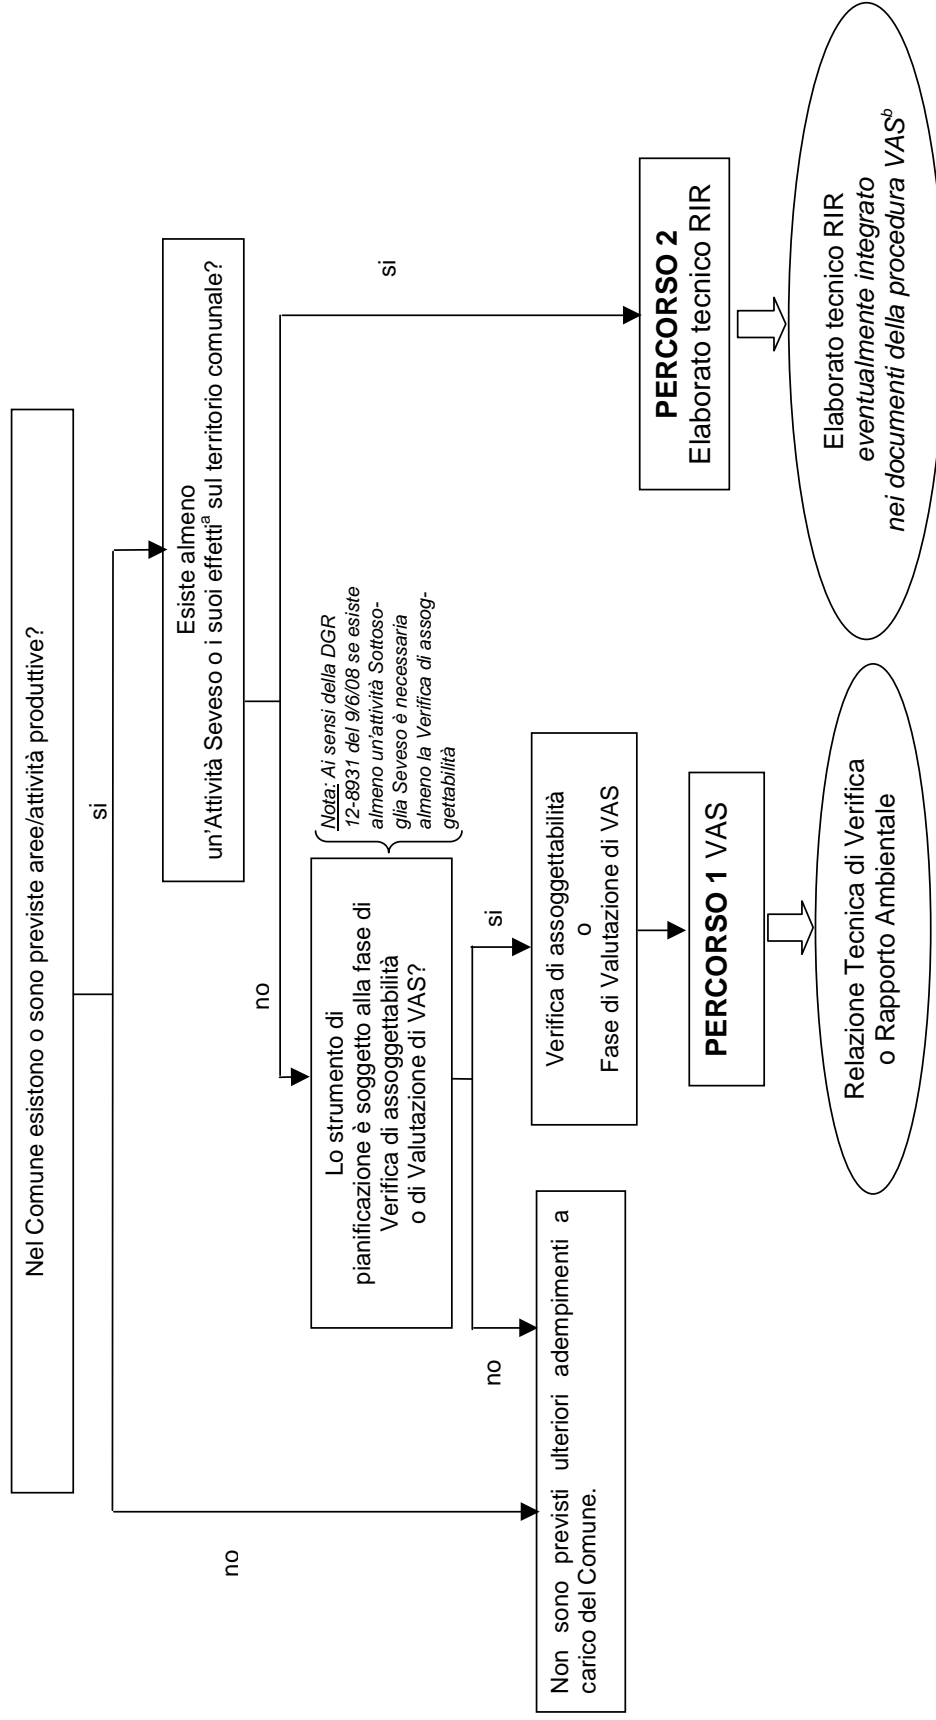 Nel Comune esistono o sono previste aree/attività produttive?
no
si
Esiste almeno
un'Attività Seveso o i suoi effettiᵃ sul territorio comunale?
no
si
Lo strumento di
pianificazione è soggetto alla fase di
Verifica di assoggettabilità
o di Valutazione di VAS?
Nota: Ai sensi della DGR
12-8931 del 9/6/08 se esiste
almeno un'attività Sottoso-
glia Seveso è necessaria
almeno la Verifica di assog-
gettabilità
no
si
Non sono previsti ulteriori adempimenti a
carico del Comune.
Verifica di assoggettabilità
o
Fase di Valutazione di VAS
PERCORSO 1 VAS
Relazione Tecnica di Verifica
o Rapporto Ambientale
PERCORSO 2
Elaborato tecnico RIR
Elaborato tecnico RIR
eventualmente integrato
nei documenti della procedura VASᵇ